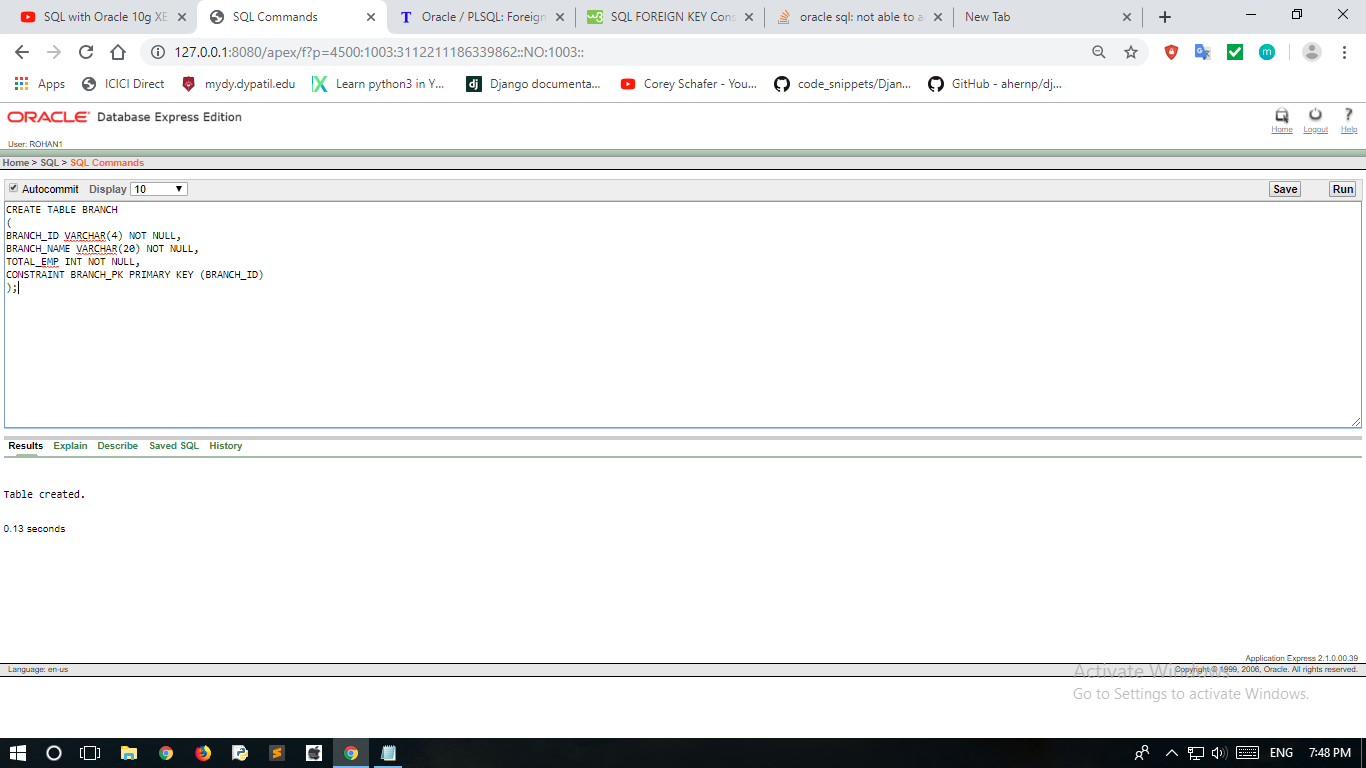 SQL with Oracle 10g XE
SQL Commands
Oracle / PLSQL: Foreign
SQL FOREIGN KEY Cons
oracle sql: not able to a
New Tab
127.0.0.1:8080/apex/f?p=4500:1003:3112211186339862::NO:1003::
Apps
ICICI Direct
mydy.dypatil.edu
Learn python3 in Y...
Django documenta...
Corey Schafer - You...
code_snippets/Djan...
GitHub - ahernp/dj...
ORACLE Database Express Edition
Home
Logout
Help
User: ROHAN1
Home > SQL > SQL Commands
Autocommit Display 10
Save
Run
CREATE TABLE BRANCH
(
BRANCH_ID VARCHAR(4) NOT NULL,
BRANCH_NAME VARCHAR(20) NOT NULL,
TOTAL_EMP INT NOT NULL,
CONSTRAINT BRANCH_PK PRIMARY KEY (BRANCH_ID)
);
Results Explain Describe Saved SQL History
Table created.
0.13 seconds
Application Express 2.1.0.00.39
Language: en-us
Copyright © 1999, 2006, Oracle. All rights reserved.
Activate Windows
Go to Settings to activate Windows.
ENG
7:48 PM